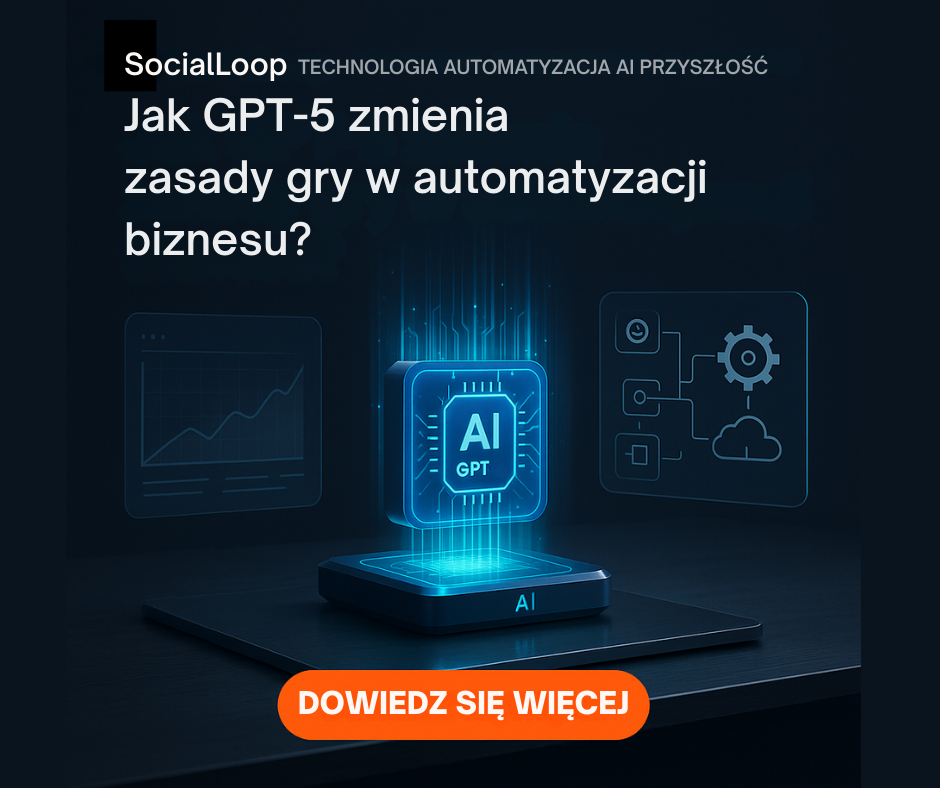 SocialLoop TECHNOLOGIA AUTOMATYZACJA AI PRZYSZŁOŚĆ
Jak GPT-5 zmienia
zasady gry w automatyzacji
biznesu?
AI
GPT
AI
DOWIEDZ SIĘ WIĘCEJ